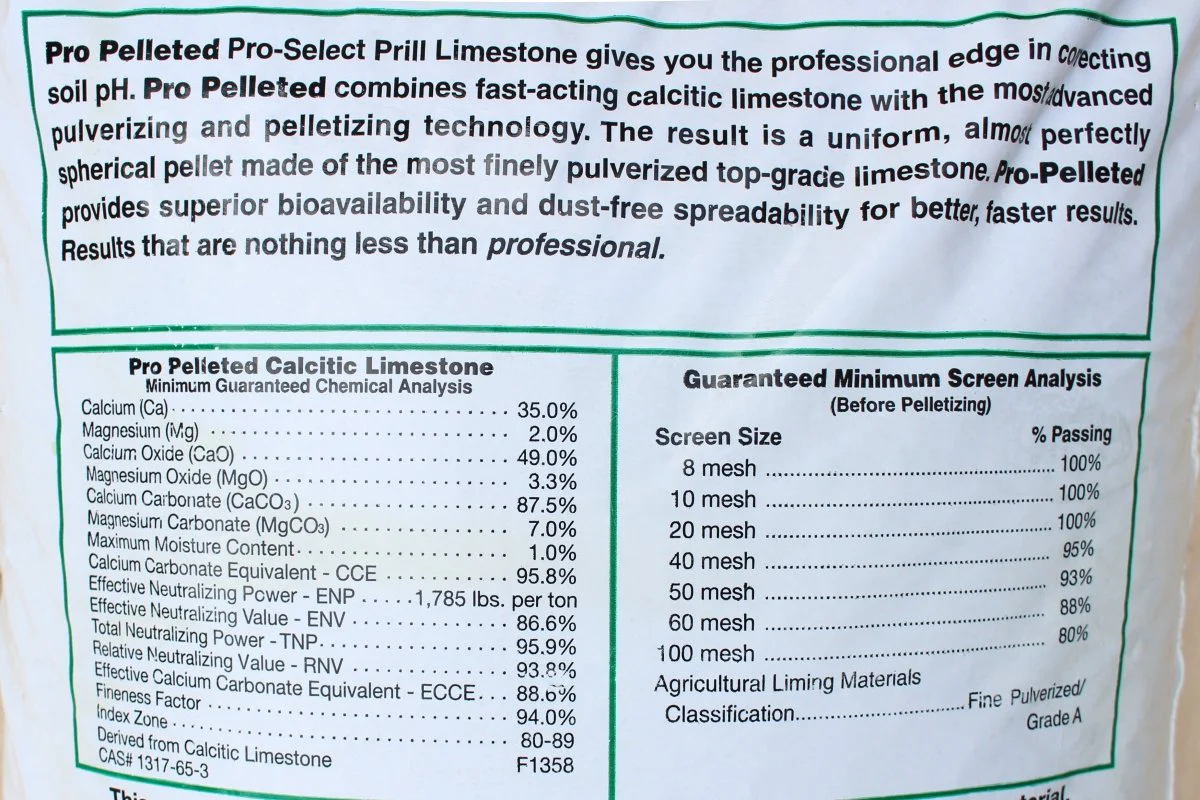 Pro Pelleted Pro-Select Prill Limestone gives you the professional edge in correcting
soil pH. Pro Pelleted combines fast-acting calcitic limestone with the most advanced
pulverizing and pelletizing technology. The result is a uniform, almost perfectly
spherical pellet made of the most finely pulverized top-grade limestone. Pro-Pelleted
provides superior bioavailability and dust-free spreadability for better, faster results.
Results that are nothing less than professional.
Pro Pelleted Calcitic Limestone
Minimum Guaranteed Chemical Analysis
Calcium (Ca) 35.0%
Magnesium (Mg) 2.0%
Calcium Oxide (CaO) 49.0%
Magnesium Oxide (MgO) 3.3%
Calcium Carbonate (CaCO3) 87.5%
Magnesium Carbonate (MgCO3) 7.0%
Maximum Moisture Content 1.0%
Calcium Carbonate Equivalent - CCE 95.8%
Effective Neutralizing Power - ENP 1,785 lbs. per ton
Effective Neutralizing Value - ENV 86.6%
Total Neutralizing Power - TNP 95.9%
Relative Neutralizing Value - RNV 93.8%
Effective Calcium Carbonate Equivalent - ECCE 88.6%
Fineness Factor 94.0%
Index Zone 80-89
Derived from Calcitic Limestone
CAS# 1317-65-3 F1358
Guaranteed Minimum Screen Analysis
(Before Pelletizing)
Screen Size % Passing
8 mesh 100%
10 mesh 100%
20 mesh 100%
40 mesh 95%
50 mesh 93%
60 mesh 88%
100 mesh 80%
Agricultural Liming Materials
Classification Fine Pulverized/
Grade A